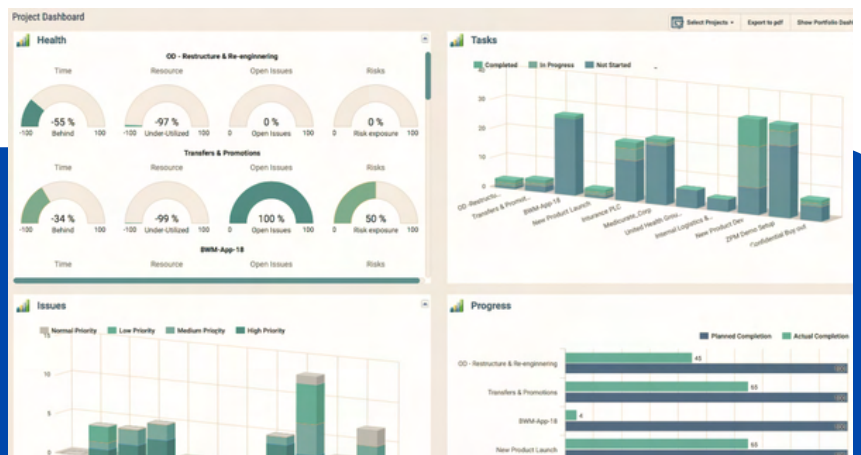 Project Dashboard
Select Projects
Export to pdf
Show Portfolio Dash
Health
OD - Restructure & Re-enginnering
Time Resource Open Issues Risks
-55 % -97 % 0 % 0 %
-100 Behind 100 Under-Utilized 100 0 Open Issues 100 0 Risk exposure 100
Transfers & Promotions
Time Resource Open Issues Risks
-34 % -99 % 100 % 50 %
-100 Behind 100 Under-Utilized 100 0 Open Issues 100 0 Risk exposure 100
BWM-App-18
Time Resource Open Issues Risks
Tasks
Completed In Progress Not Started
40
30
20
10
0
OD -Restructu..
Transfers & Promot..
BWM-App-18
New Product Launch
Inturance PLC
Medicurest_Corp
United Health Grou..
Internal Logistics &..
New Product Dev
ZPM Demo Setup
Confidential Buy out
Issues
Normal Priority Low Priority Medium Priority High Priority
15
10
5
0
Progress
Planned Completion Actual Completion
OD - Restructure & Re-enginnering 45
Transfers & Promotions 65
BWM-App-18 4
New Product Launch 65